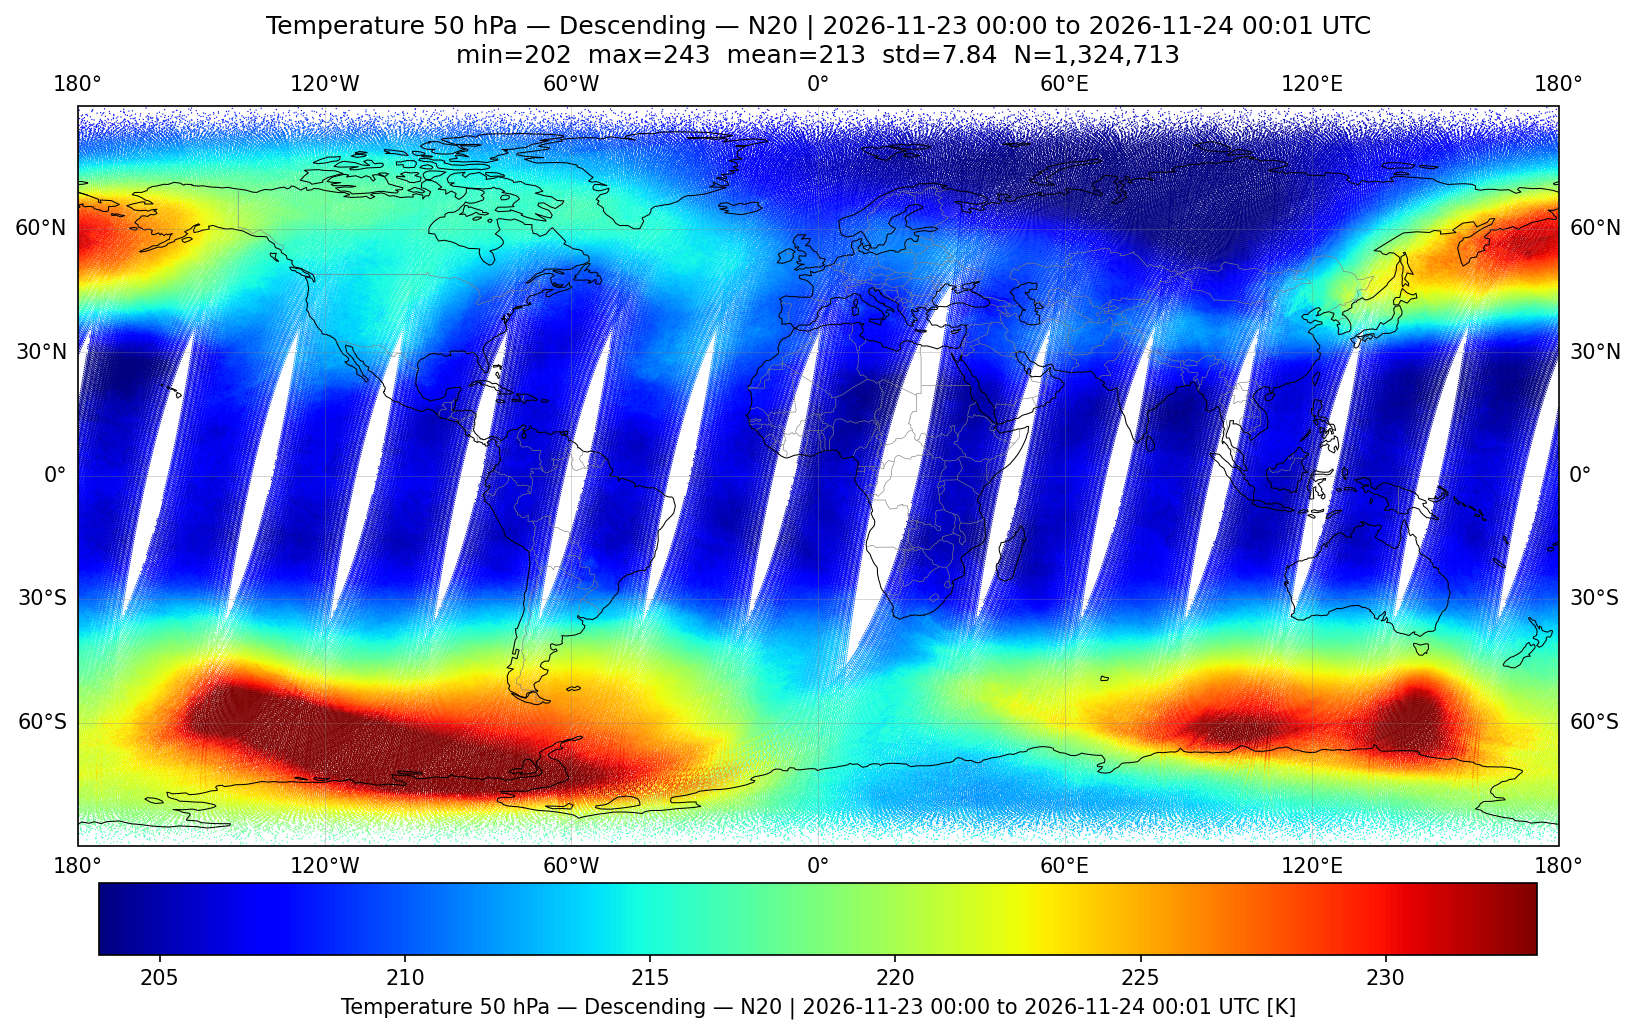 Temperature 50 hPa — Descending — N20 | 2026-11-23 00:00 to 2026-11-24 00:01 UTC
min=202  max=243  mean=213  std=7.84  N=1,324,713
180° 120°W 60°W 0° 60°E 120°E 180°
60°N 60°N
30°N 30°N
0° 0°
30°S 30°S
60°S 60°S
180° 120°W 60°W 0° 60°E 120°E 180°
205 210 215 220 225 230
Temperature 50 hPa — Descending — N20 | 2026-11-23 00:00 to 2026-11-24 00:01 UTC [K]